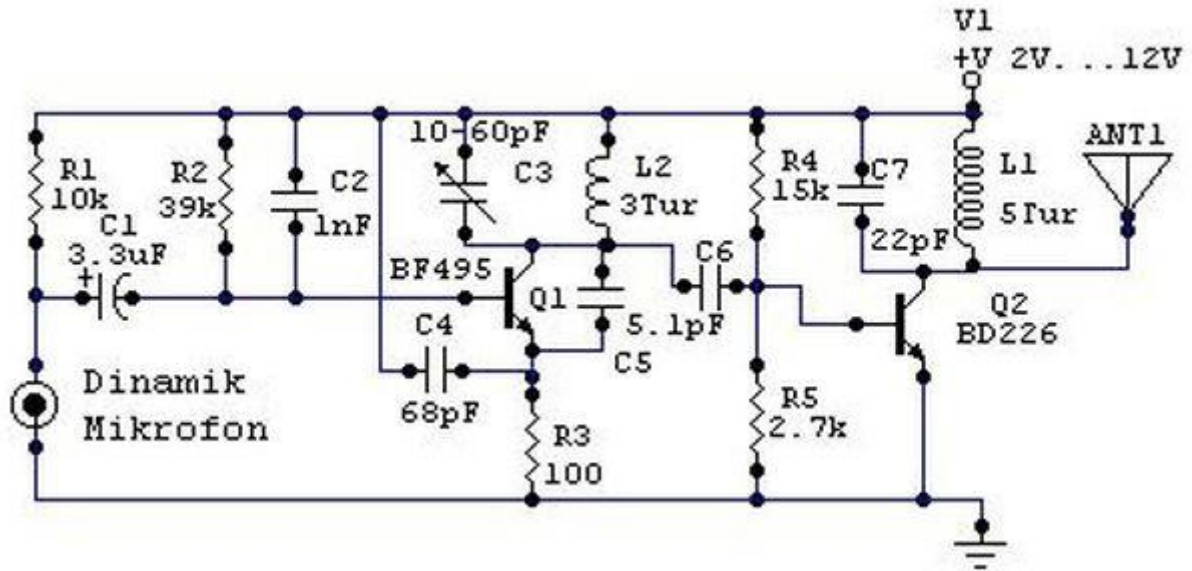 V1
+V 2V...12V
10-60pF
ANT1
R1
10k
R2
39k
C2
1nF
C3
L2
3Tur
R4
15k
C7
22pF
L1
5Tur
C1
3.3uF
+
BF495
Q1
C6
5.1pF
C5
Q2
BD226
C4
68pF
Dinamik
Mikrofon
R3
100
R5
2.7k